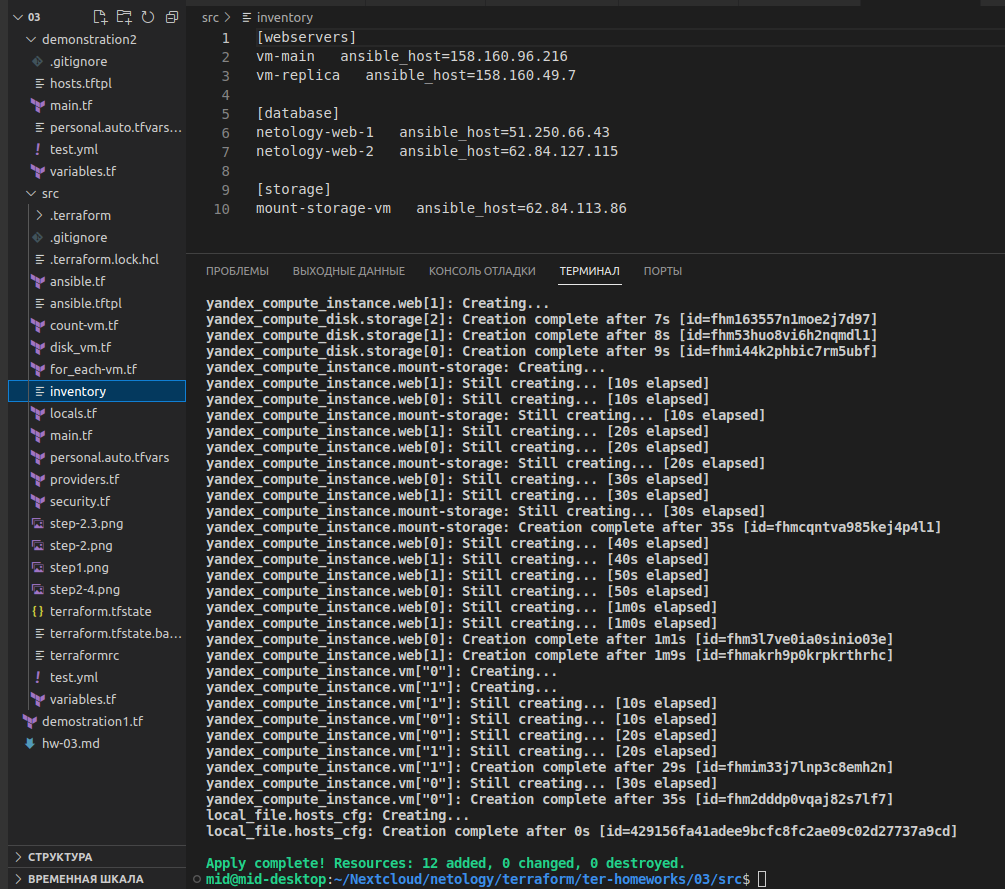 03
demonstration2
.gitignore
hosts.tftpl
main.tf
personal.auto.tfvars...
test.yml
variables.tf
src
.terraform
.gitignore
.terraform.lock.hcl
ansible.tf
ansible.tftpl
count-vm.tf
disk_vm.tf
for_each-vm.tf
inventory
locals.tf
main.tf
personal.auto.tfvars
providers.tf
security.tf
step-2.3.png
step-2.png
step1.png
step2-4.png
terraform.tfstate
terraform.tfstate.ba...
terraformrc
test.yml
variables.tf
demostration1.tf
hw-03.md
СТРУКТУРА
ВРЕМЕННАЯ ШКАЛА
src > inventory
1 [webservers]
2 vm-main   ansible_host=158.160.96.216
3 vm-replica   ansible_host=158.160.49.7
4
5 [database]
6 netology-web-1   ansible_host=51.250.66.43
7 netology-web-2   ansible_host=62.84.127.115
8
9 [storage]
10 mount-storage-vm   ansible_host=62.84.113.86
ПРОБЛЕМЫ ВЫХОДНЫЕ ДАННЫЕ КОНСОЛЬ ОТЛАДКИ ТЕРМИНАЛ ПОРТЫ
yandex_compute_instance.web[1]: Creating...
yandex_compute_disk.storage[2]: Creation complete after 7s [id=fhm163557n1moe2j7d97]
yandex_compute_disk.storage[1]: Creation complete after 8s [id=fhm53huo8vi6h2nqmdl1]
yandex_compute_disk.storage[0]: Creation complete after 9s [id=fhmi44k2phbic7rm5ubf]
yandex_compute_instance.mount-storage: Creating...
yandex_compute_instance.web[1]: Still creating... [10s elapsed]
yandex_compute_instance.web[0]: Still creating... [10s elapsed]
yandex_compute_instance.mount-storage: Still creating... [10s elapsed]
yandex_compute_instance.web[1]: Still creating... [20s elapsed]
yandex_compute_instance.web[0]: Still creating... [20s elapsed]
yandex_compute_instance.mount-storage: Still creating... [20s elapsed]
yandex_compute_instance.web[0]: Still creating... [30s elapsed]
yandex_compute_instance.web[1]: Still creating... [30s elapsed]
yandex_compute_instance.mount-storage: Still creating... [30s elapsed]
yandex_compute_instance.mount-storage: Creation complete after 35s [id=fhmcqntva985kej4p4l1]
yandex_compute_instance.web[0]: Still creating... [40s elapsed]
yandex_compute_instance.web[1]: Still creating... [40s elapsed]
yandex_compute_instance.web[1]: Still creating... [50s elapsed]
yandex_compute_instance.web[0]: Still creating... [50s elapsed]
yandex_compute_instance.web[0]: Still creating... [1m0s elapsed]
yandex_compute_instance.web[1]: Still creating... [1m0s elapsed]
yandex_compute_instance.web[0]: Creation complete after 1m1s [id=fhm3l7ve0ia0sinio03e]
yandex_compute_instance.web[1]: Creation complete after 1m9s [id=fhmakrh9p0krpkrthrhc]
yandex_compute_instance.vm["0"]: Creating...
yandex_compute_instance.vm["1"]: Creating...
yandex_compute_instance.vm["1"]: Still creating... [10s elapsed]
yandex_compute_instance.vm["0"]: Still creating... [10s elapsed]
yandex_compute_instance.vm["0"]: Still creating... [20s elapsed]
yandex_compute_instance.vm["1"]: Still creating... [20s elapsed]
yandex_compute_instance.vm["1"]: Creation complete after 29s [id=fhmim33j7lnp3c8emh2n]
yandex_compute_instance.vm["0"]: Still creating... [30s elapsed]
yandex_compute_instance.vm["0"]: Creation complete after 35s [id=fhm2dddp0vqaj82s7lf7]
local_file.hosts_cfg: Creating...
local_file.hosts_cfg: Creation complete after 0s [id=429156fa41adee9bcfc8fc2ae09c02d27737a9cd]
Apply complete! Resources: 12 added, 0 changed, 0 destroyed.
mid@mid-desktop:~/Nextcloud/netology/terraform/ter-homeworks/03/src$